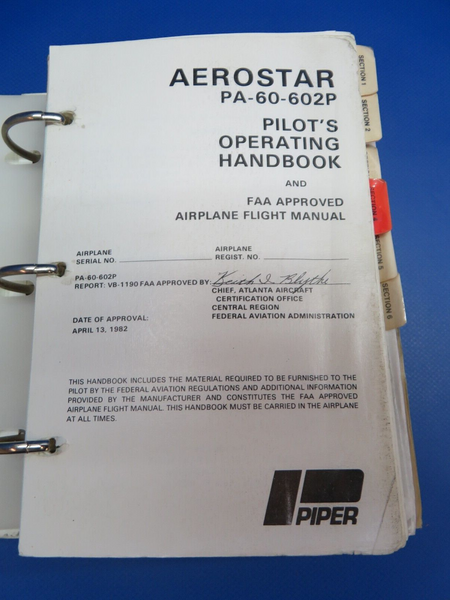 AEROSTAR
PA-60-602P
PILOT'S
OPERATING
HANDBOOK
AND
FAA APPROVED
AIRPLANE FLIGHT MANUAL
AIRPLANE
SERIAL NO.
AIRPLANE
REGIST. NO.
PA-60-602P
REPORT: VB-1190 FAA APPROVED BY: Keith I. Blythe
CHIEF, ATLANTA AIRCRAFT
CERTIFICATION OFFICE
CENTRAL REGION
FEDERAL AVIATION ADMINISTRATION
DATE OF APPROVAL:
APRIL 13, 1982
THIS HANDBOOK INCLUDES THE MATERIAL REQUIRED TO BE FURNISHED TO THE
PILOT BY THE FEDERAL AVIATION REGULATIONS AND ADDITIONAL INFORMATION
PROVIDED BY THE MANUFACTURER AND CONSTITUTES THE FAA APPROVED
AIRPLANE FLIGHT MANUAL. THIS HANDBOOK MUST BE CARRIED IN THE AIRPLANE
AT ALL TIMES.
PIPER
SECTION 1
SECTION 2
SECTION 5
SECTION 6